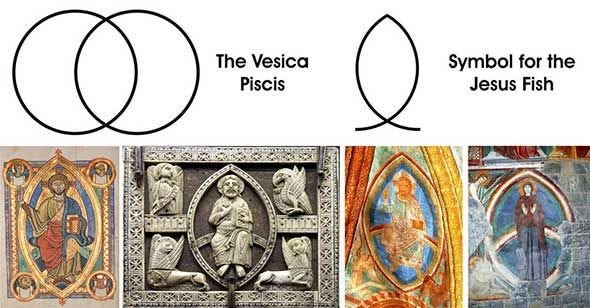 The Vesica
Piscis
Symbol for the
Jesus Fish